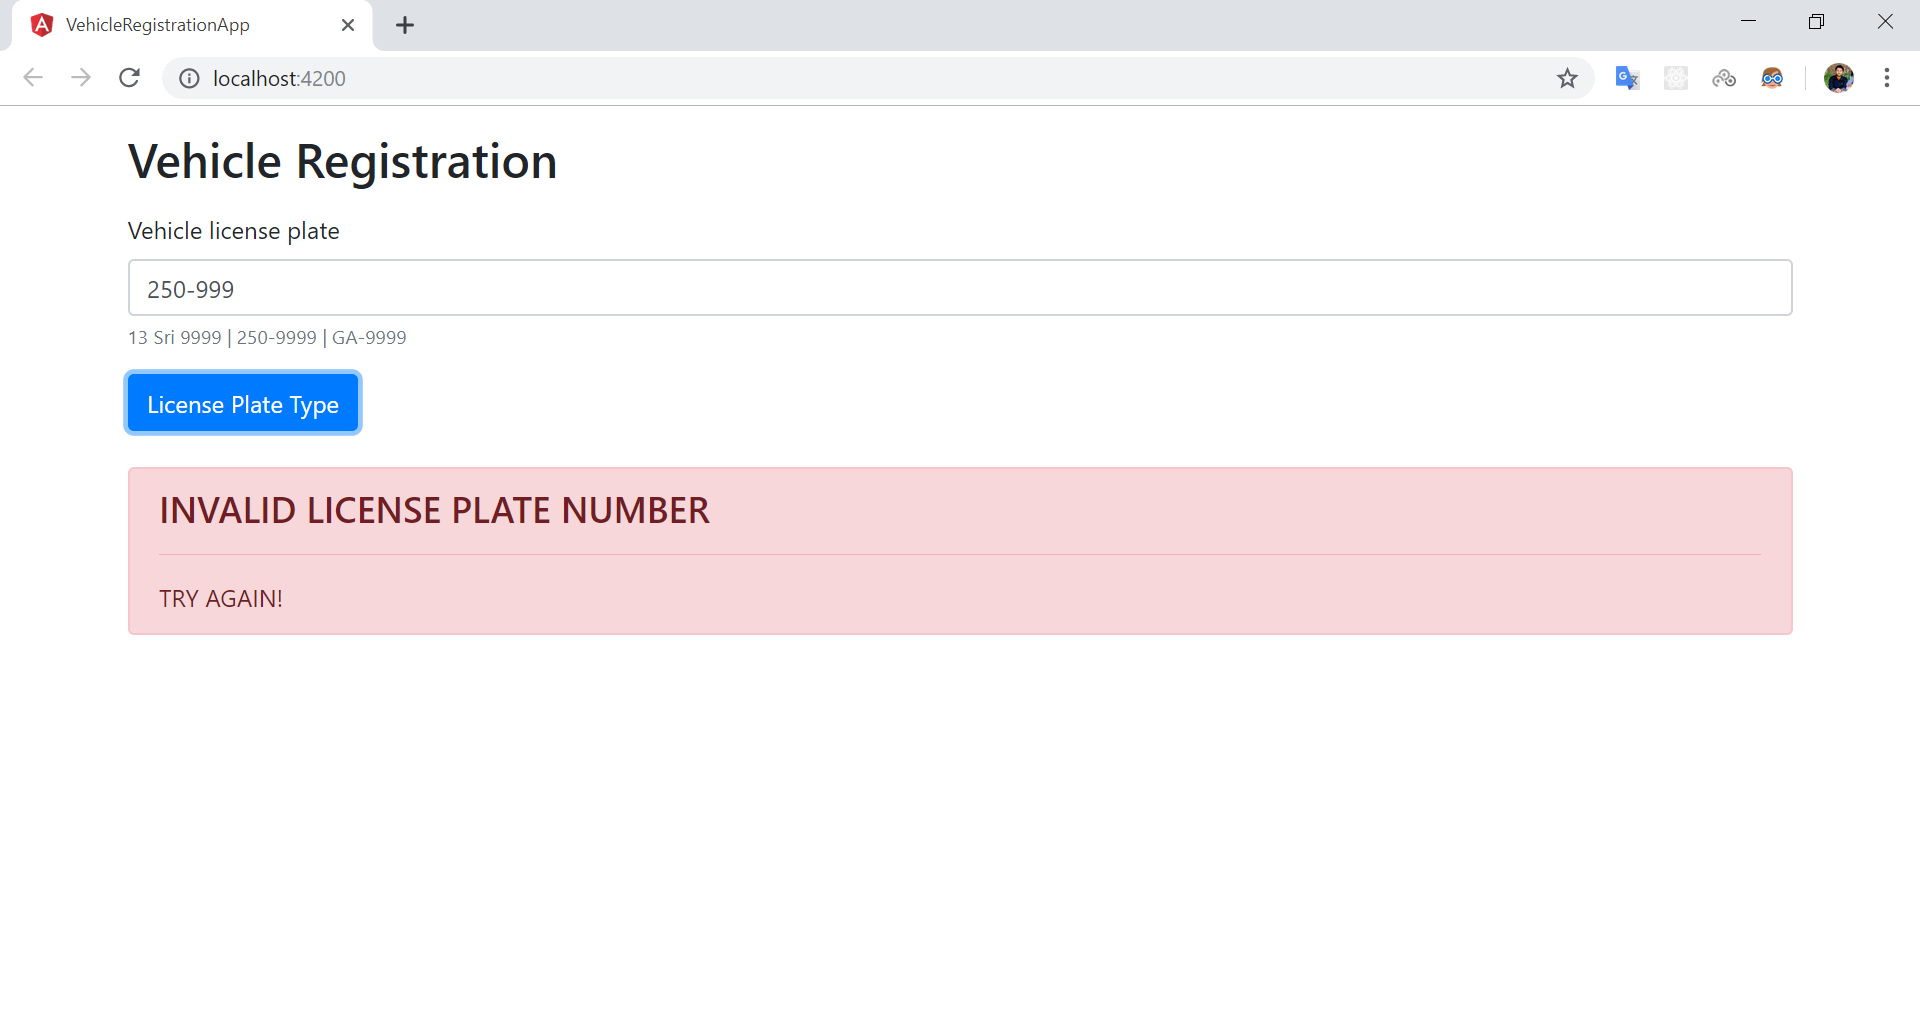 VehicleRegistrationApp
localhost:4200
Vehicle Registration
Vehicle license plate
250-999
13 Sri 9999 | 250-9999 | GA-9999
License Plate Type
INVALID LICENSE PLATE NUMBER
TRY AGAIN!